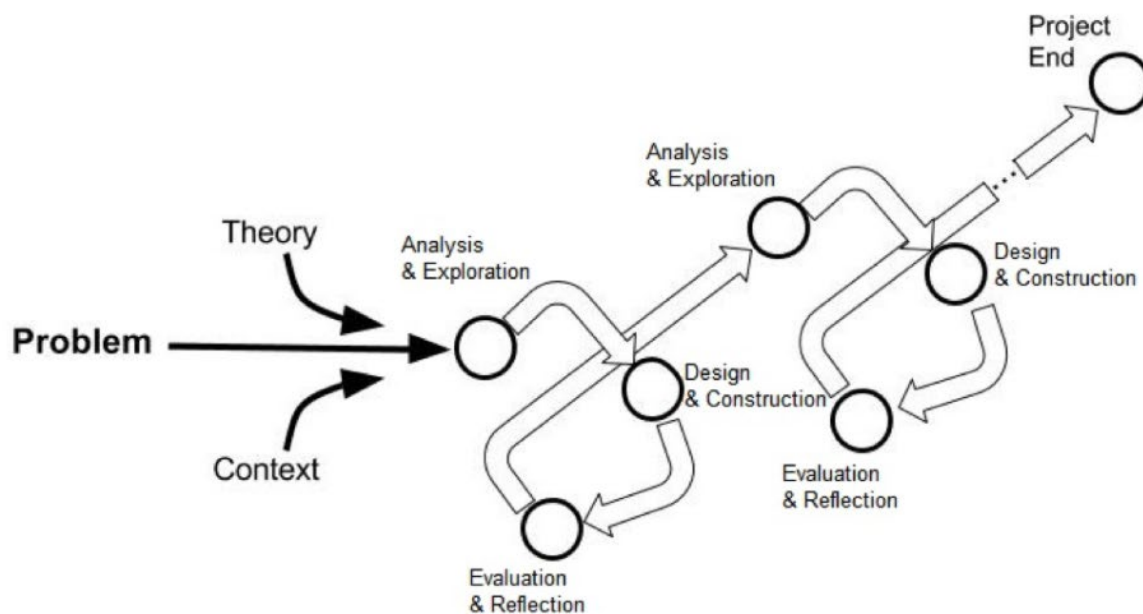 Project
End
Analysis
& Exploration
Theory
Analysis
& Exploration
Design
& Construction
Problem
Design
& Construction
Context
Evaluation
& Reflection
Evaluation
& Reflection